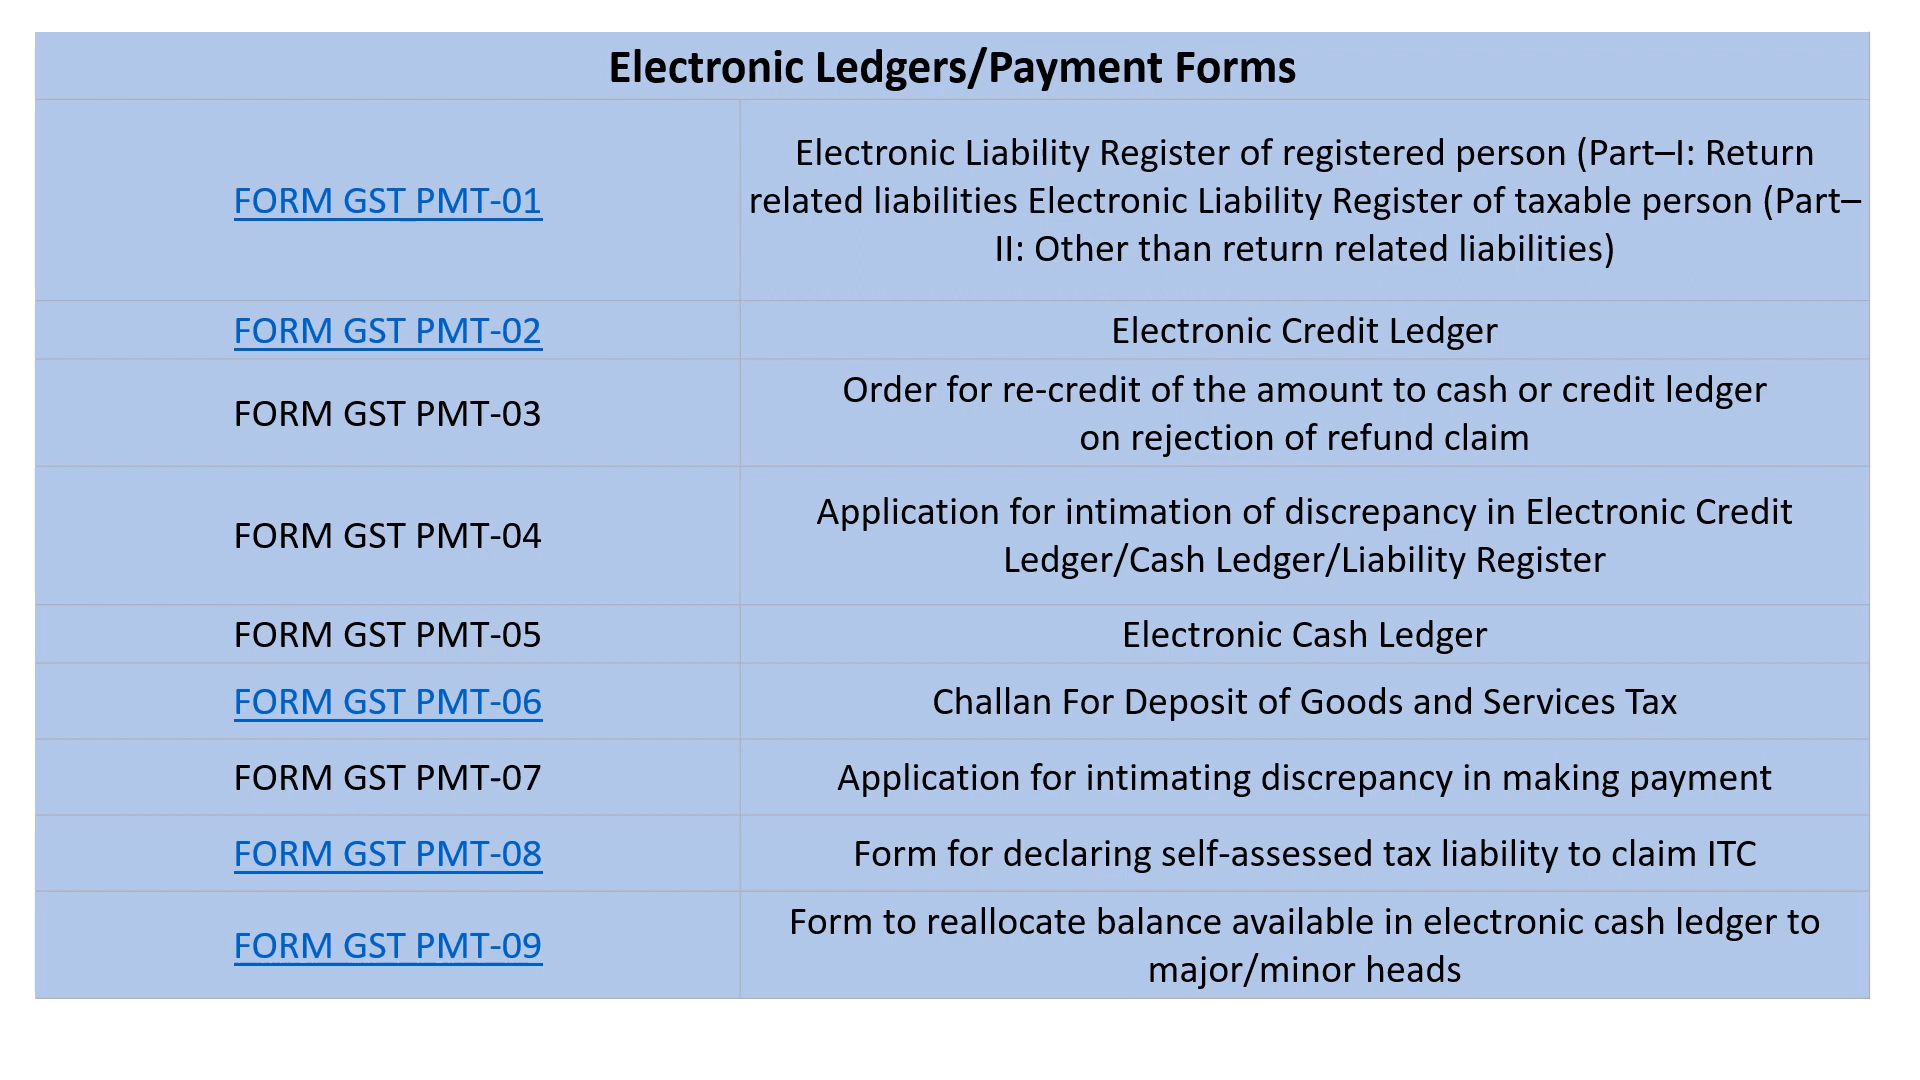 Electronic Ledgers/Payment Forms
FORM GST PMT-01
Electronic Liability Register of registered person (Part–I: Return
related liabilities Electronic Liability Register of taxable person (Part–
II: Other than return related liabilities)
FORM GST PMT-02
Electronic Credit Ledger
FORM GST PMT-03
Order for re-credit of the amount to cash or credit ledger
on rejection of refund claim
FORM GST PMT-04
Application for intimation of discrepancy in Electronic Credit
Ledger/Cash Ledger/Liability Register
FORM GST PMT-05
Electronic Cash Ledger
FORM GST PMT-06
Challan For Deposit of Goods and Services Tax
FORM GST PMT-07
Application for intimating discrepancy in making payment
FORM GST PMT-08
Form for declaring self-assessed tax liability to claim ITC
FORM GST PMT-09
Form to reallocate balance available in electronic cash ledger to
major/minor heads